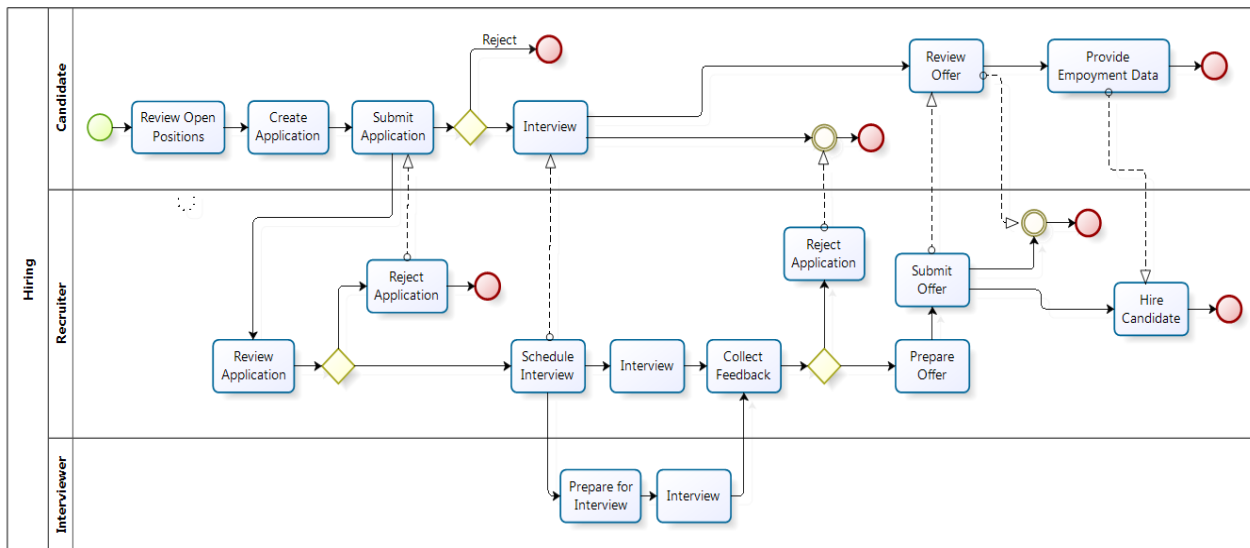 Hiring
Candidate
Reject
Review Open
Positions
Create
Application
Submit
Application
Interview
Review
Offer
Provide
Empoyment Data
Recruiter
Reject
Application
Review
Application
Schedule
Interview
Interview
Collect
Feedback
Reject
Application
Submit
Offer
Prepare
Offer
Hire
Candidate
Interviewer
Prepare for
Interview
Interview